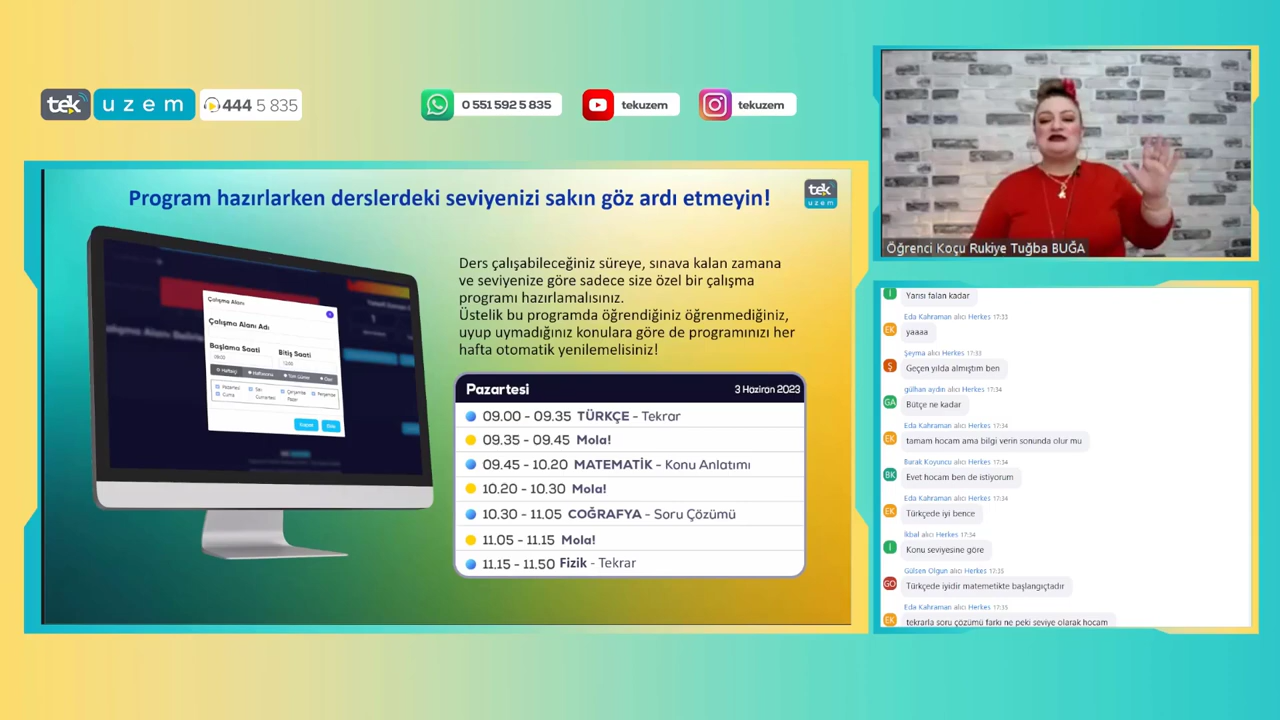 tek uzem 444 5 835
0 551 592 5 835
tekuzem
tekuzem
Program hazırlarken derslerdeki seviyenizi sakın göz ardı etmeyin!
tek
uzem
Ders çalışabileceğiniz süreye, sınava kalan zamana
ve seviyenize göre sadece size özel bir çalışma
programı hazırlamalısınız.
Üstelik bu programda öğrendiğiniz öğrenmediğiniz,
uyup uymadığınız konulara göre de programınızı her
hafta otomatik yenilemelisiniz!
Çalışma Alanı
Çalışma Alanı Adı
Başlama Saati
Bitiş Saati
Pazartesi 3 Haziran 2023
09.00 - 09.35 TÜRKÇE - Tekrar
09.35 - 09.45 Mola!
09.45 - 10.20 MATEMATİK - Konu Anlatımı
10.20 - 10.30 Mola!
10.30 - 11.05 COĞRAFYA - Soru Çözümü
11.05 - 11.15 Mola!
11.15 - 11.50 Fizik - Tekrar
Öğrenci Koçu Rukiye Tuğba BUĞA
I
Yarısı falan kadar
Eda Kahraman alıcı Herkes 17:33
EK
yaaaa
Şeyma alıcı Herkes 17:33
Ş
Geçen yılda almıştım ben
gülhan aydın alıcı Herkes 17:34
GA
Bütçe ne kadar
Eda Kahraman alıcı Herkes 17:34
EK
tamam hocam ama bilgi verin sonunda olur mu
Burak Koyuncu alıcı Herkes 17:34
BK
Evet hocam ben de istiyorum
Eda Kahraman alıcı Herkes 17:34
EK
Türkçede iyi bence
İkbal alıcı Herkes 17:34
İ
Konu seviyesine göre
Gülsen Olgun alıcı Herkes 17:35
GO
Türkçede iyidir matemetikte başlangıçtadır
Eda Kahraman alıcı Herkes 17:35
EK
tekrarla soru çözümü farkı ne peki seviye olarak hocam